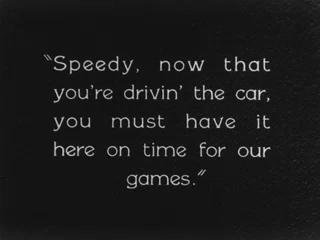 "Speedy, now that
you're drivin' the car,
you must have it
here on time for our
games."